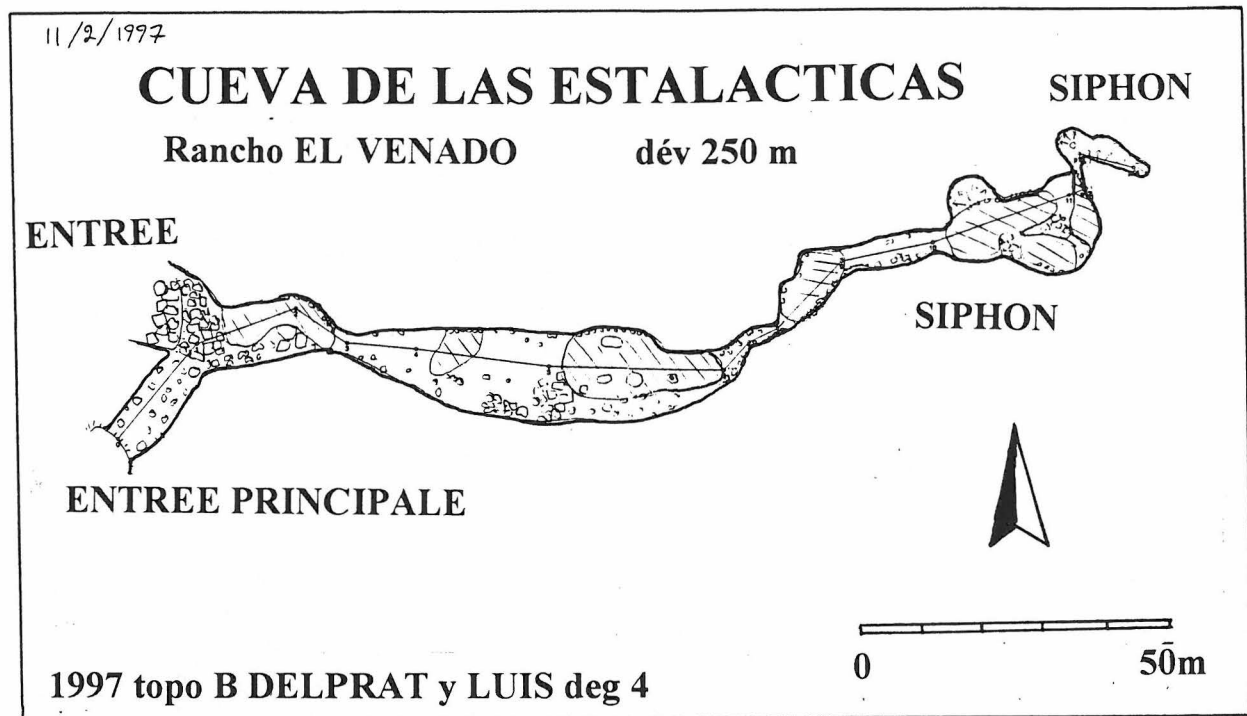 11/2/1997
CUEVA DE LAS ESTALACTICAS
SIPHON
Rancho EL VENADO dév 250 m
ENTREE
SIPHON
ENTREE PRINCIPALE
0 50m
1997 topo B DELPRAT y LUIS deg 4